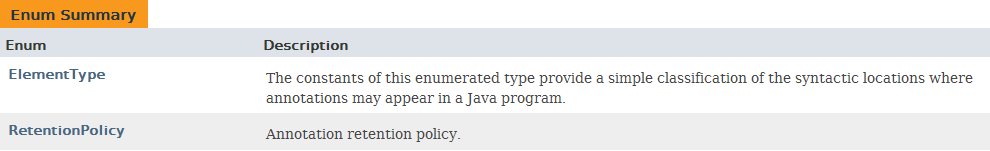 Enum Summary
Enum Description
ElementType The constants of this enumerated type provide a simple classification of the syntactic locations where
annotations may appear in a Java program.
RetentionPolicy Annotation retention policy.